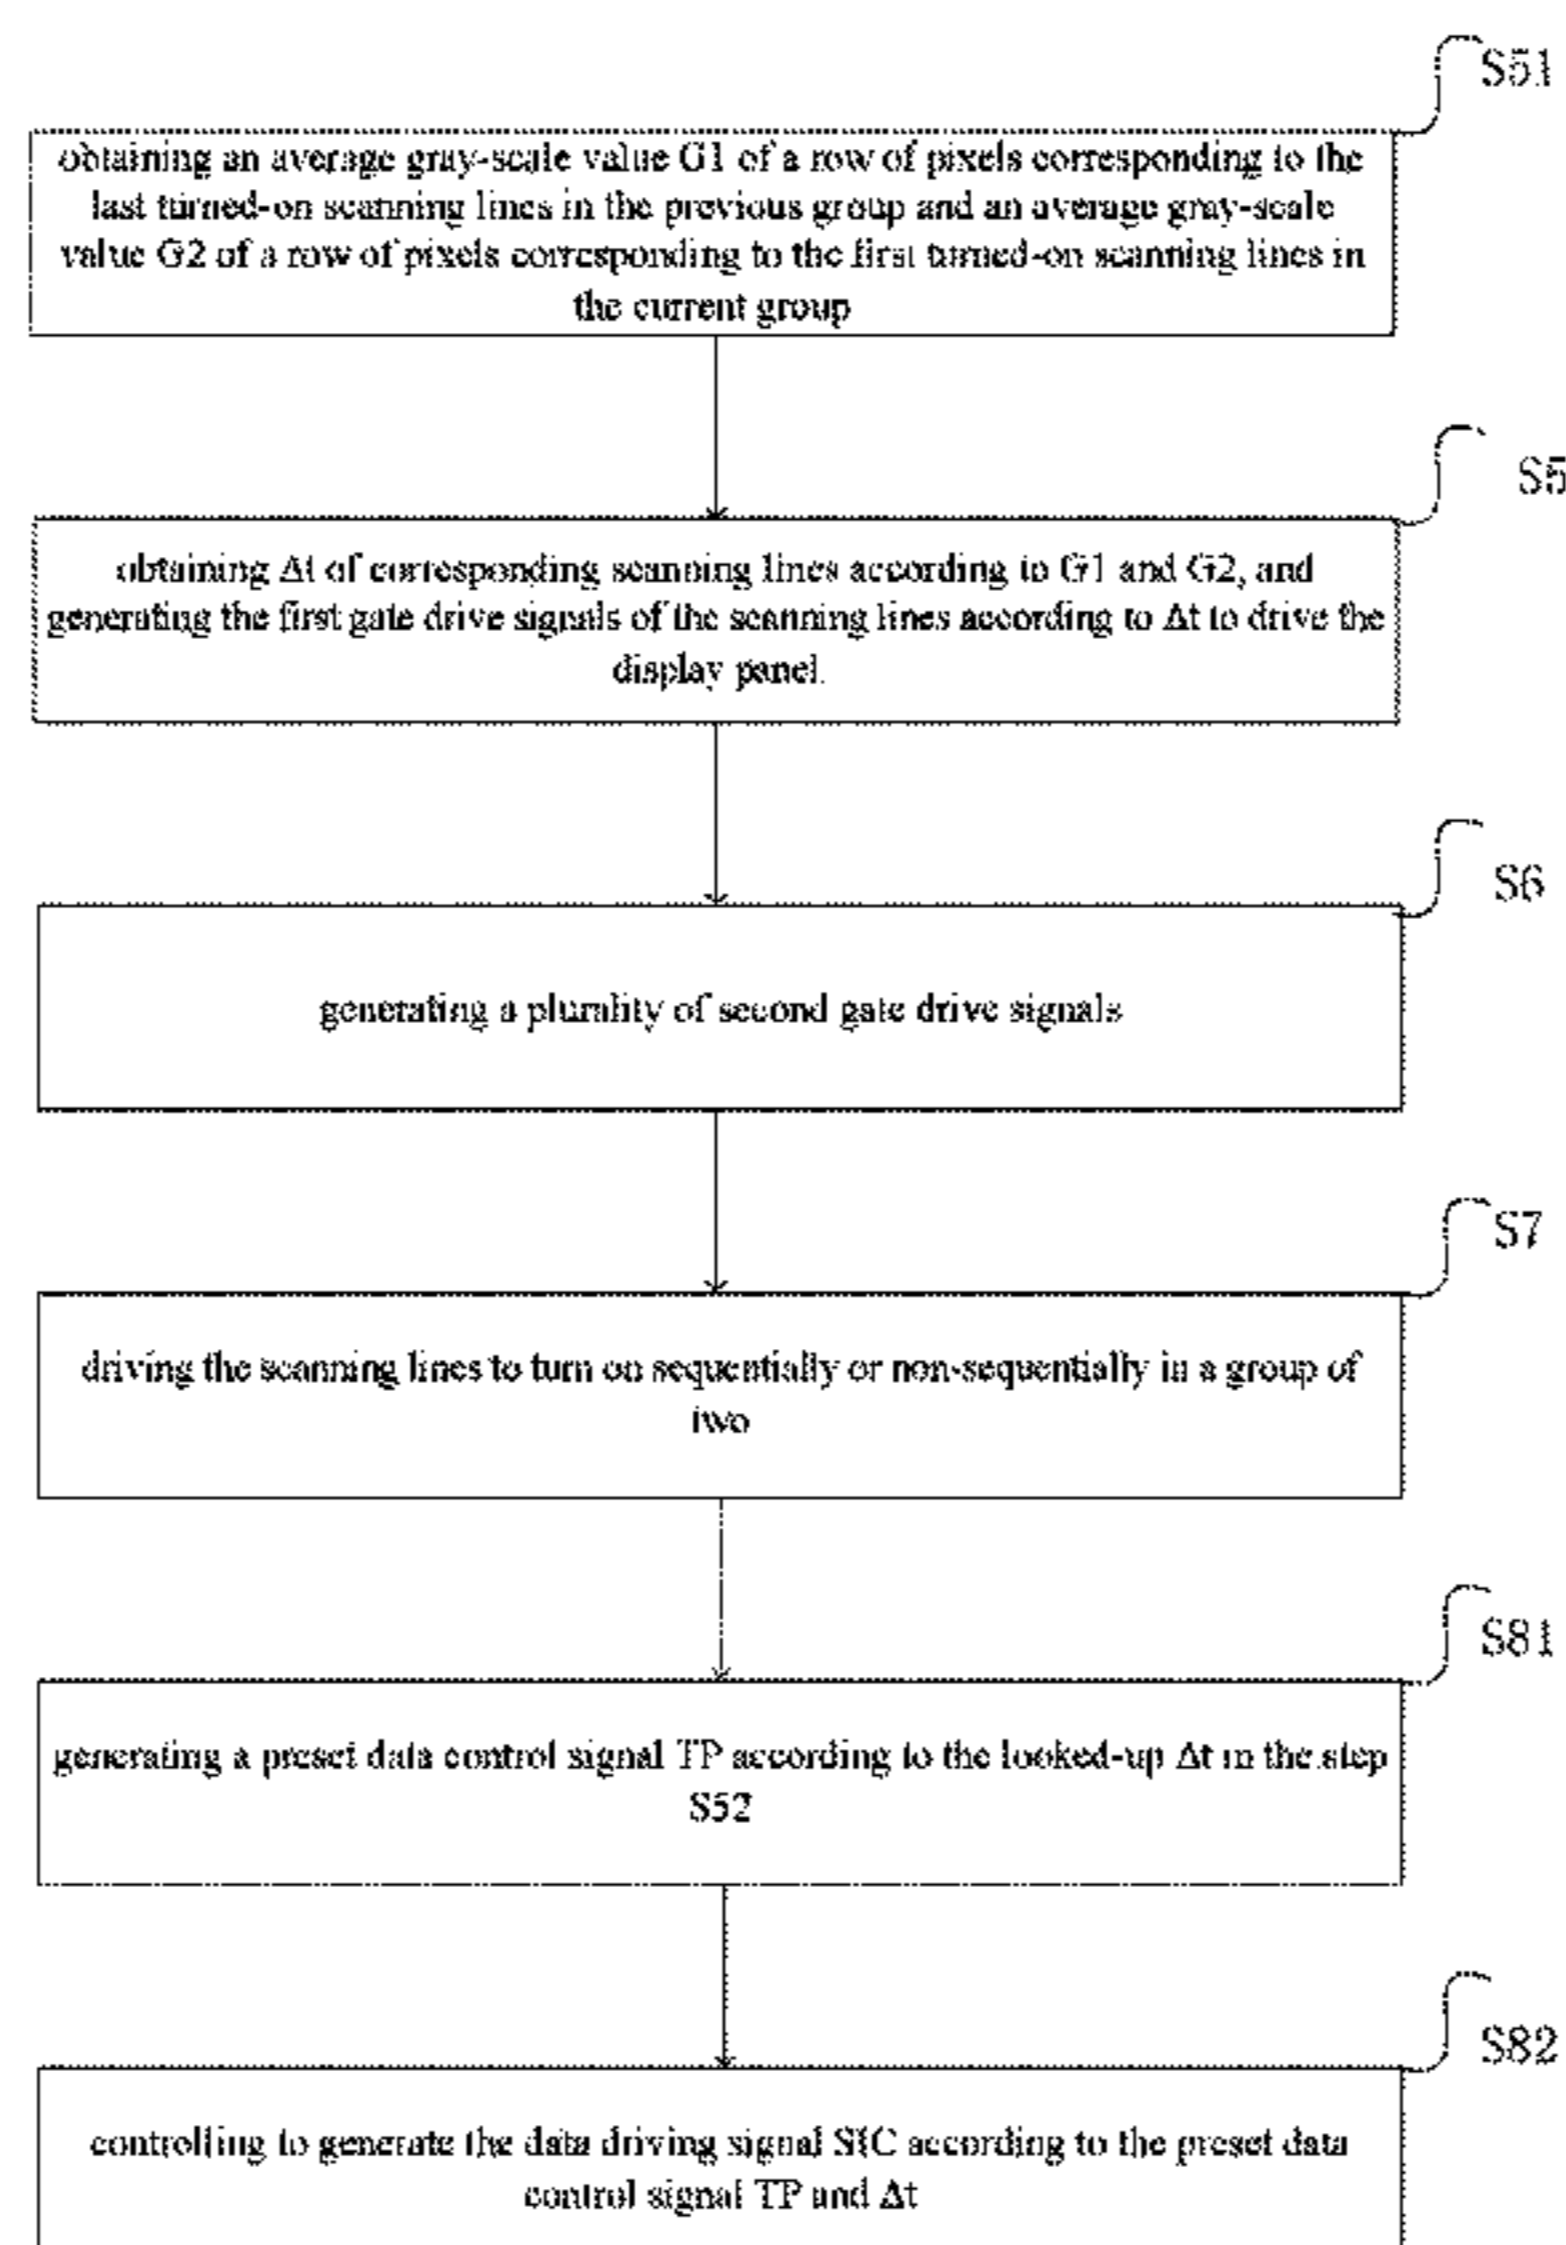 S51
obtaining an average gray-scale value G1 of a row of pixels corresponding to the
last turned-on scanning lines in the previous group and an average gray-scale
value G2 of a row of pixels corresponding to the first turned-on scanning lines in
the current group
S5
obtaining Δt of corresponding scanning lines according to G1 and G2, and
generating the first gate drive signals of the scanning lines according to Δt to drive the
display panel.
S6
generating a plurality of second gate drive signals
S7
driving the scanning lines to turn on sequentially or non-sequentially in a group of
two
S81
generating a preset data control signal TP according to the looked-up Δt in the step
S52
S82
controlling to generate the data driving signal SIC according to the preset data
control signal TP and Δt